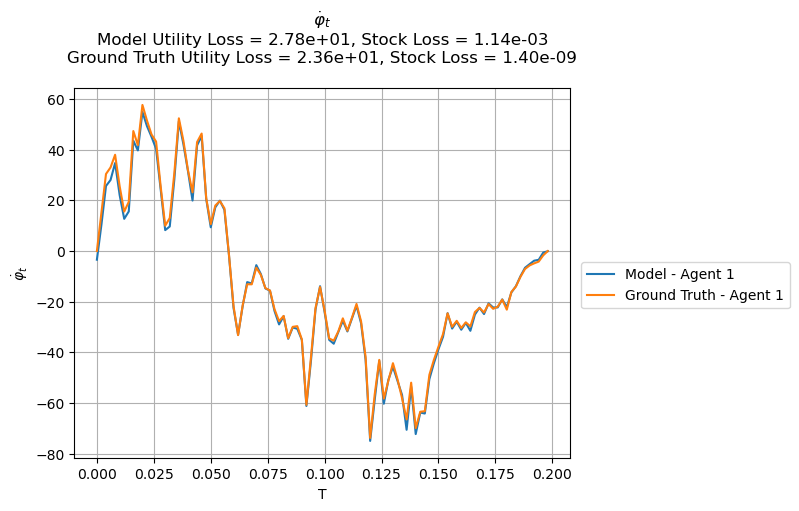 φ̇ₜ
Model Utility Loss = 2.78e+01, Stock Loss = 1.14e-03
Ground Truth Utility Loss = 2.36e+01, Stock Loss = 1.40e-09
60
40
20
0
−20
−40
−60
−80
φ̇ₜ
0.000
0.025
0.050
0.075
0.100
0.125
0.150
0.175
0.200
T
Model - Agent 1
Ground Truth - Agent 1